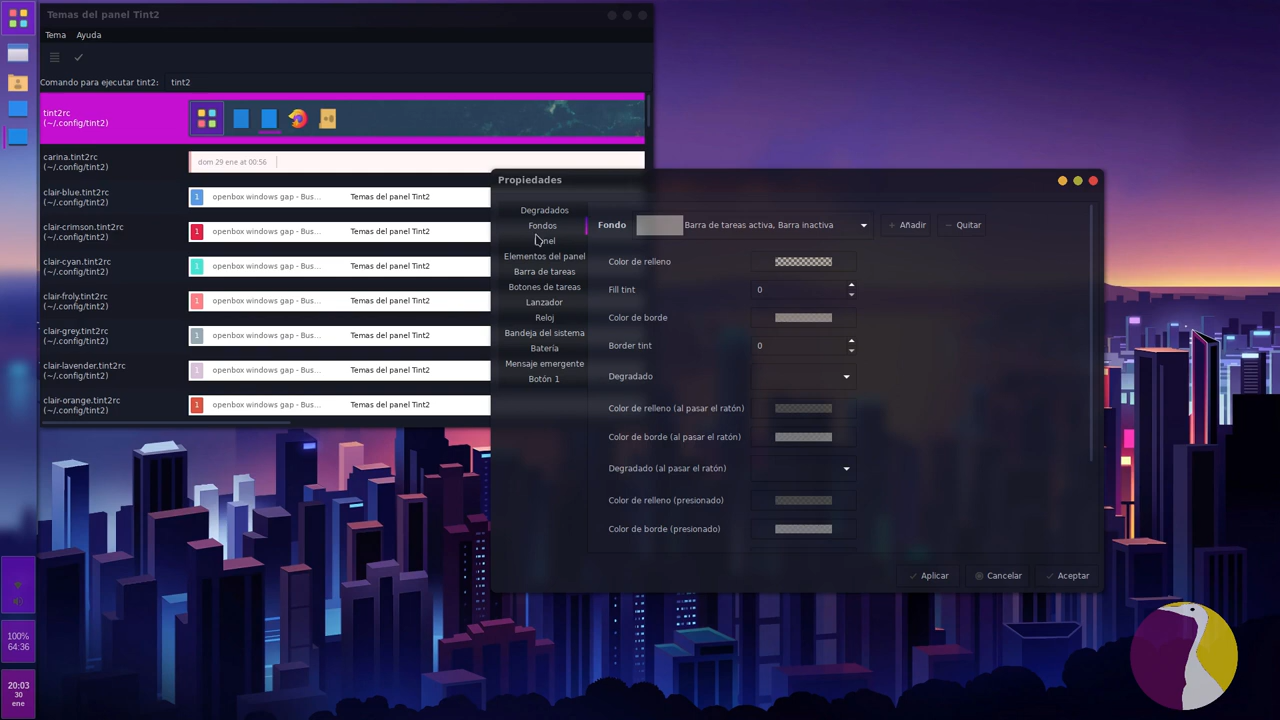 Temas del panel Tint2
Tema Ayuda
Comando para ejecutar tint2: tint2
tint2rc
(~/.config/tint2)
carina.tint2rc
(~/.config/tint2)
dom 29 ene at 00:56
clair-blue.tint2rc
(~/.config/tint2)
1 openbox windows gap - Bus... Temas del panel Tint2
clair-crimson.tint2rc
(~/.config/tint2)
1 openbox windows gap - Bus... Temas del panel Tint2
clair-cyan.tint2rc
(~/.config/tint2)
1 openbox windows gap - Bus... Temas del panel Tint2
clair-froly.tint2rc
(~/.config/tint2)
1 openbox windows gap - Bus... Temas del panel Tint2
clair-grey.tint2rc
(~/.config/tint2)
1 openbox windows gap - Bus... Temas del panel Tint2
clair-lavender.tint2rc
(~/.config/tint2)
1 openbox windows gap - Bus... Temas del panel Tint2
clair-orange.tint2rc
(~/.config/tint2)
1 openbox windows gap - Bus... Temas del panel Tint2
Propiedades
Degradados
Fondos
Elementos del panel
Barra de tareas
Botones de tareas
Lanzador
Reloj
Bandeja del sistema
Batería
Mensaje emergente
Botón 1
Fondo Barra de tareas activa, Barra inactiva Añadir Quitar
Color de relleno
Fill tint 0
Color de borde
Border tint 0
Degradado
Color de relleno (al pasar el ratón)
Color de borde (al pasar el ratón)
Degradado (al pasar el ratón)
Color de relleno (presionado)
Color de borde (presionado)
Aplicar Cancelar Aceptar
100%
64:36
20:03
30
ene